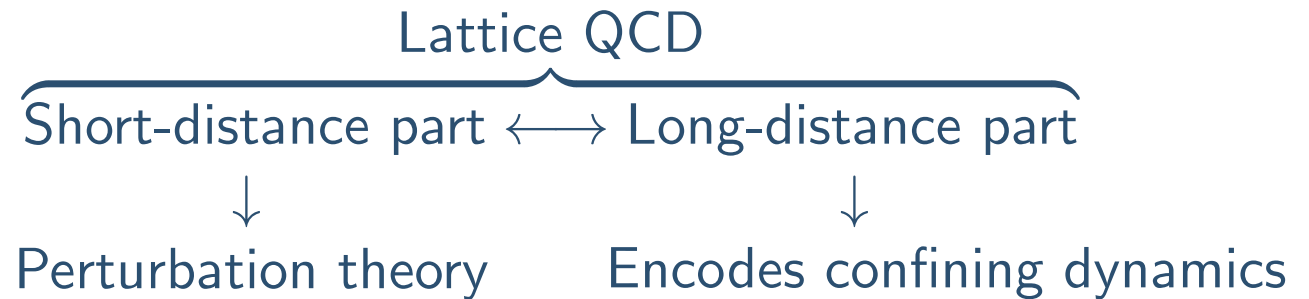 Lattice QCD
Short-distance part ⟷ Long-distance part
↓ ↓
Perturbation theory Encodes confining dynamics